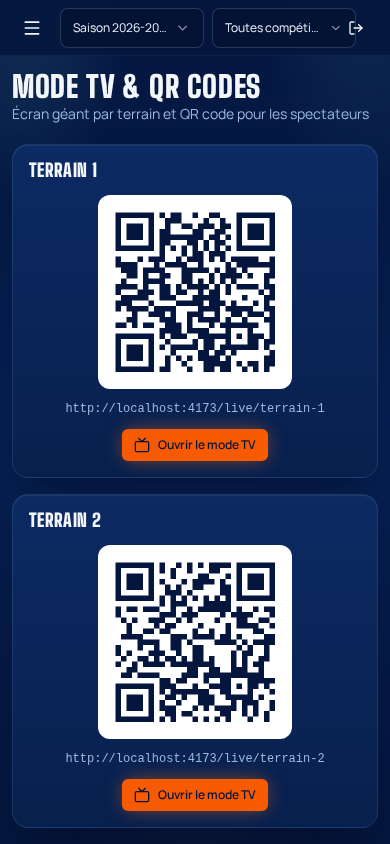 Saison 2026-20...
Toutes compéti...
MODE TV & QR CODES
Écran géant par terrain et QR code pour les spectateurs
TERRAIN 1
http://localhost:4173/live/terrain-1
Ouvrir le mode TV
TERRAIN 2
http://localhost:4173/live/terrain-2
Ouvrir le mode TV